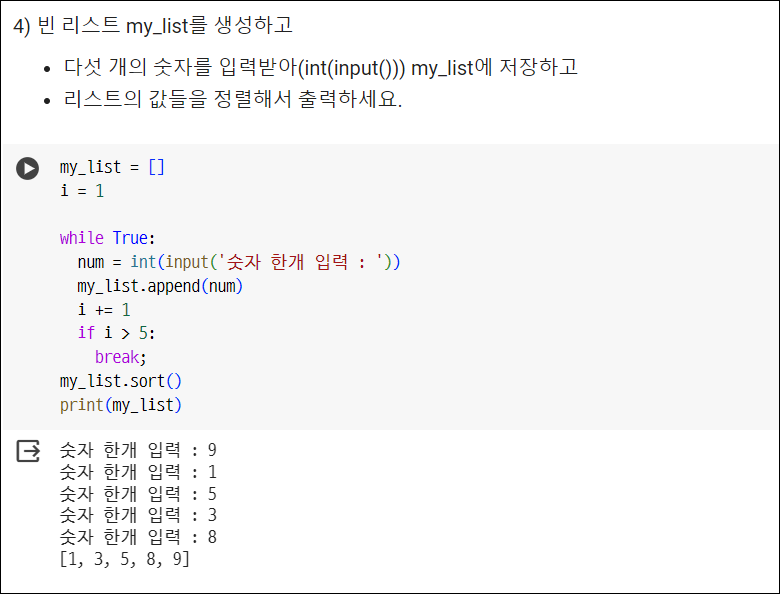 4) 빈 리스트 my_list를 생성하고
• 다섯 개의 숫자를 입력받아(int(input())) my_list에 저장하고
• 리스트의 값들을 정렬해서 출력하세요.
my_list = []
i = 1
while True:
  num = int(input('숫자 한개 입력 : '))
  my_list.append(num)
  i += 1
  if i > 5:
    break;
my_list.sort()
print(my_list)
숫자 한개 입력 : 9
숫자 한개 입력 : 1
숫자 한개 입력 : 5
숫자 한개 입력 : 3
숫자 한개 입력 : 8
[1, 3, 5, 8, 9]